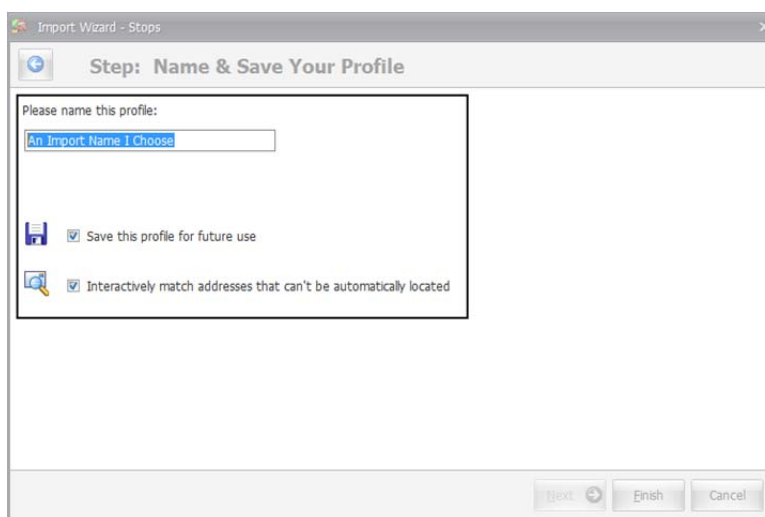 Import Wizard - Stops
Step: Name & Save Your Profile
Please name this profile:
An Import Name I Choose
Save this profile for future use
Interactively match addresses that can't be automatically located
Next
Finish
Cancel